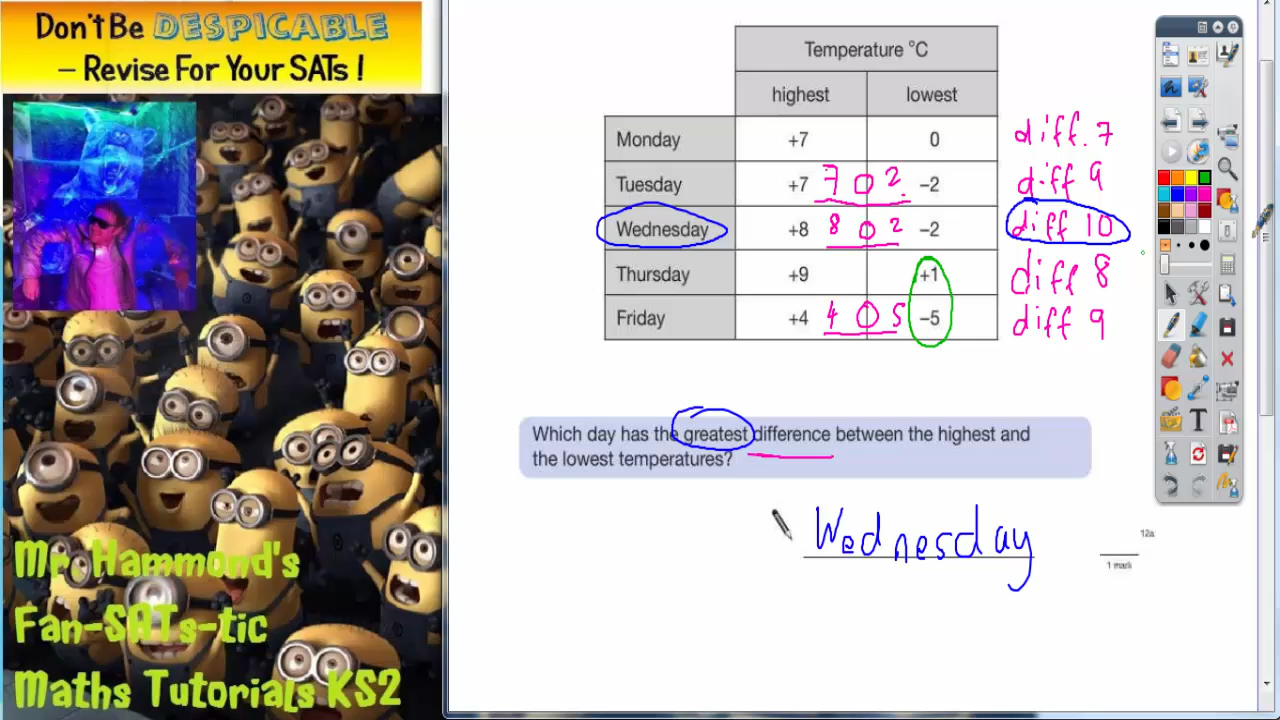 Don't Be DESPICABLE
– Revise For Your SATs !
Mr Hammond's
Fan-SATs-tic
Maths Tutorials KS2
Temperature °C
highest lowest
Monday +7 0 diff. 7
Tuesday +7 7 0 2 −2 diff 9
Wednesday +8 8 0 2 −2 diff 10
Thursday +9 +1 diff 8
Friday +4 4 0 5 −5 diff 9
Which day has the greatest difference between the highest and
the lowest temperatures?
Wednesday
12a
1 mark